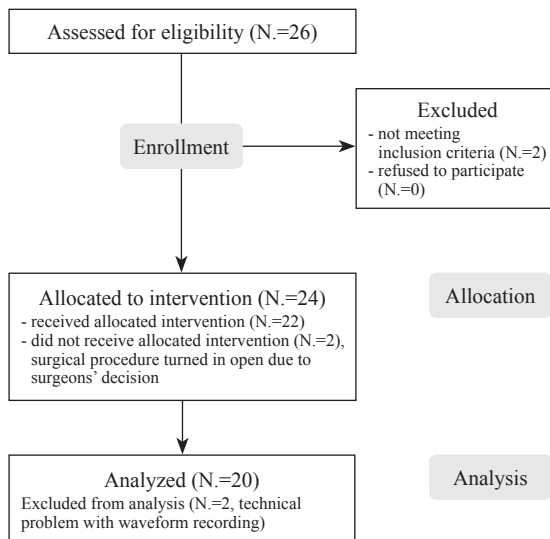 Assessed for eligibility (N.=26)
Enrollment
Excluded
- not meeting
inclusion criteria (N.=2)
- refused to participate
(N.=0)
Allocated to intervention (N.=24)
- received allocated intervention (N.=22)
- did not receive allocated intervention (N.=2),
surgical procedure turned in open due to
surgeons’ decision
Allocation
Analyzed (N.=20)
Excluded from analysis (N.=2, technical
problem with waveform recording)
Analysis